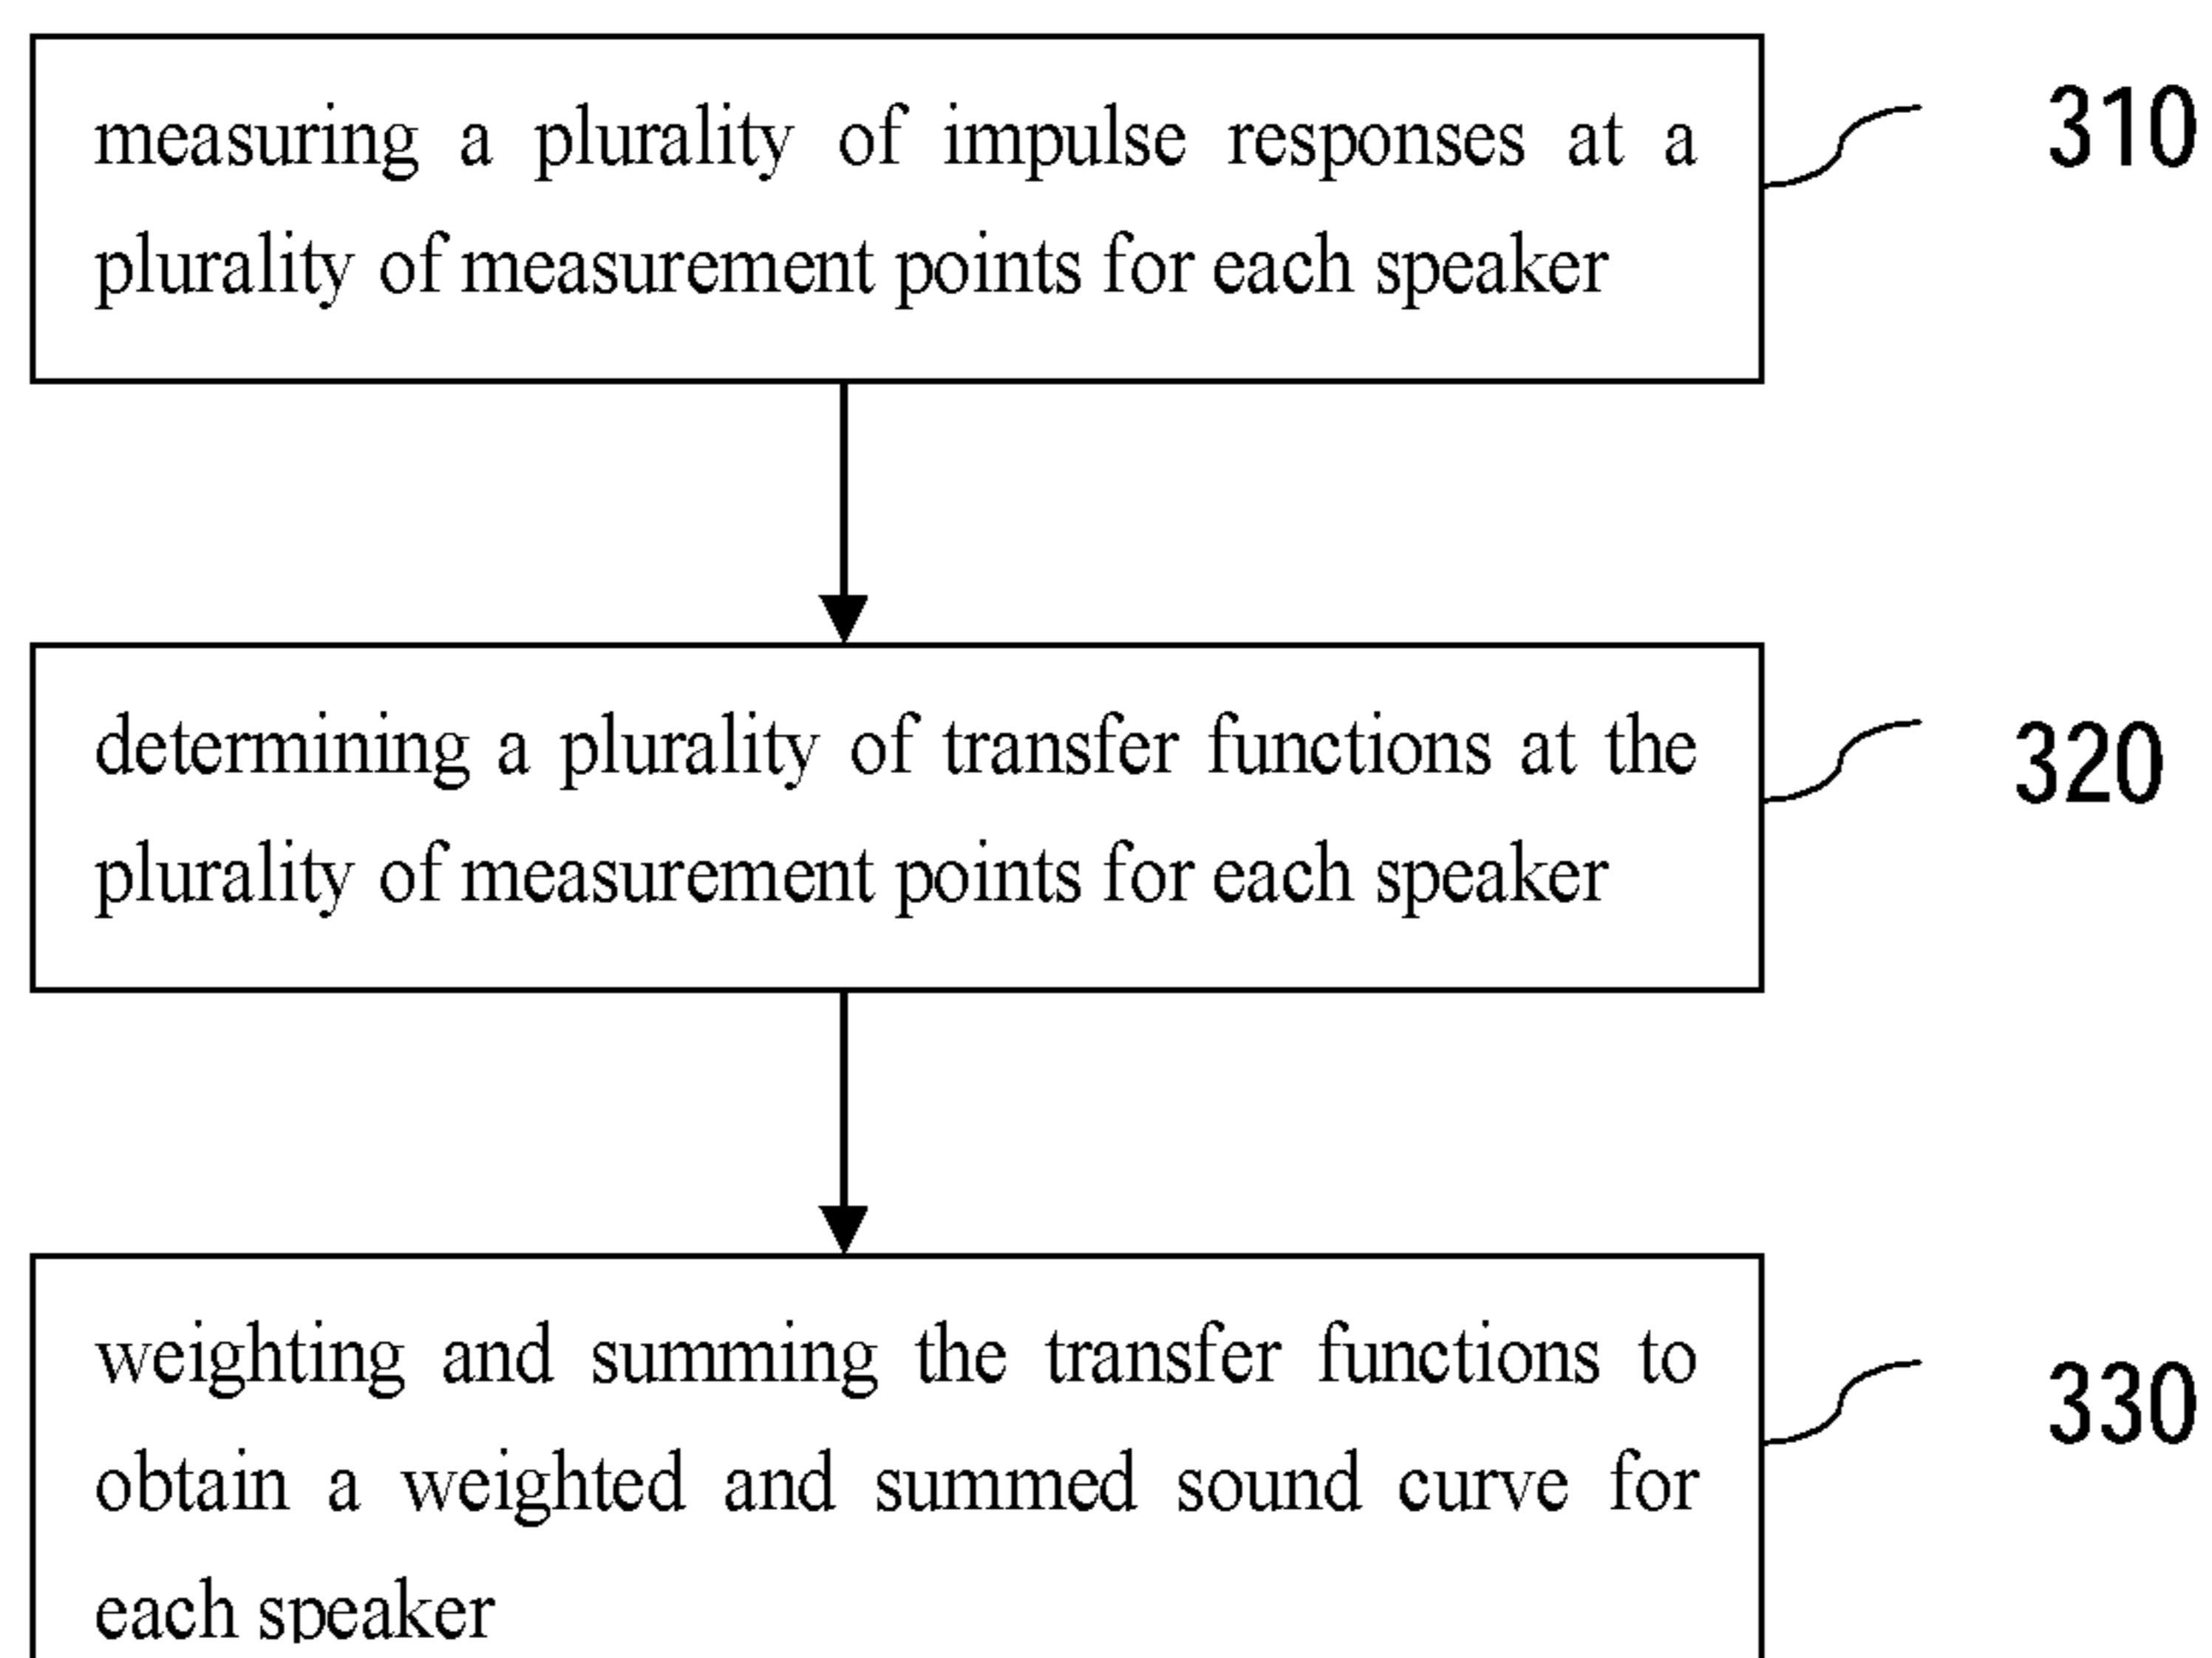 measuring a plurality of impulse responses at a
plurality of measurement points for each speaker
310
determining a plurality of transfer functions at the
plurality of measurement points for each speaker
320
weighting and summing the transfer functions to
obtain a weighted and summed sound curve for
each speaker
330